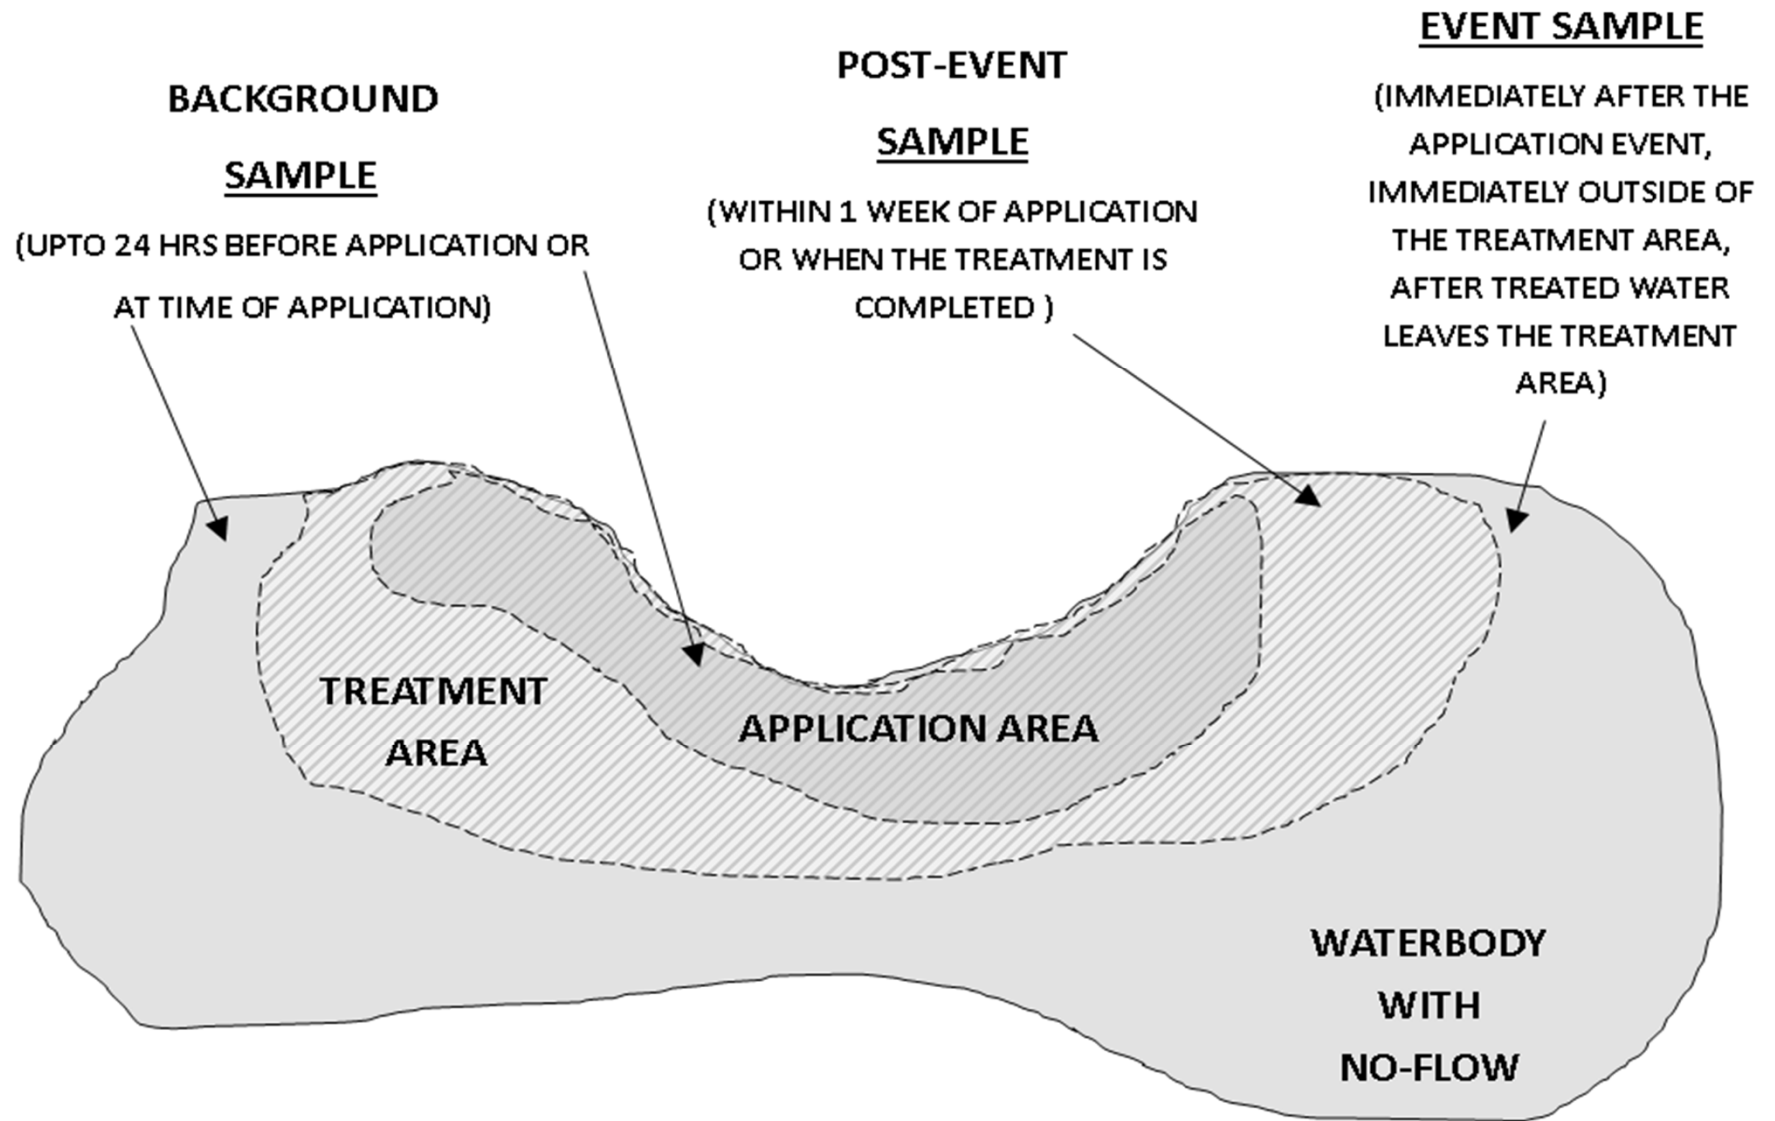 BACKGROUND
SAMPLE
(UPTO 24 HRS BEFORE APPLICATION OR
AT TIME OF APPLICATION)
POST-EVENT
SAMPLE
(WITHIN 1 WEEK OF APPLICATION
OR WHEN THE TREATMENT IS
COMPLETED )
EVENT SAMPLE
(IMMEDIATELY AFTER THE
APPLICATION EVENT,
IMMEDIATELY OUTSIDE OF
THE TREATMENT AREA,
AFTER TREATED WATER
LEAVES THE TREATMENT
AREA)
TREATMENT
AREA
APPLICATION AREA
WATERBODY
WITH
NO-FLOW